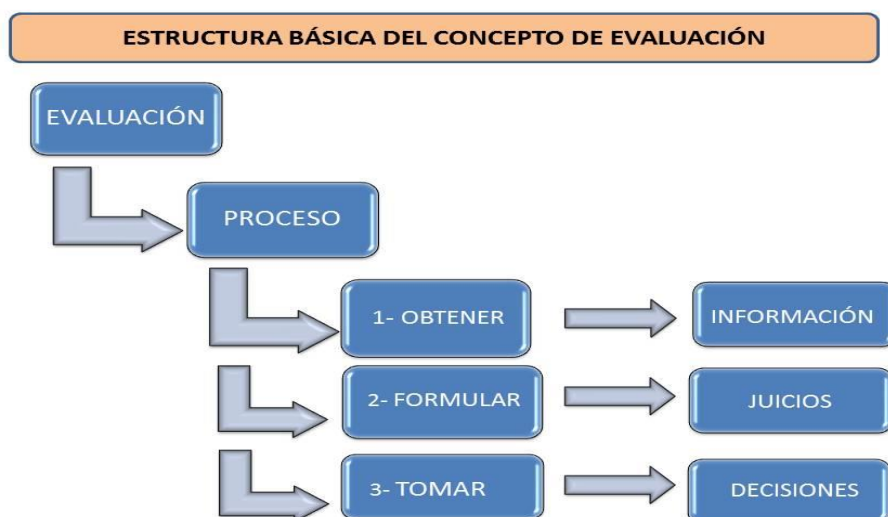 ESTRUCTURA BÁSICA DEL CONCEPTO DE EVALUACIÓN
EVALUACIÓN
PROCESO
1- OBTENER
INFORMACIÓN
2- FORMULAR
JUICIOS
3- TOMAR
DECISIONES